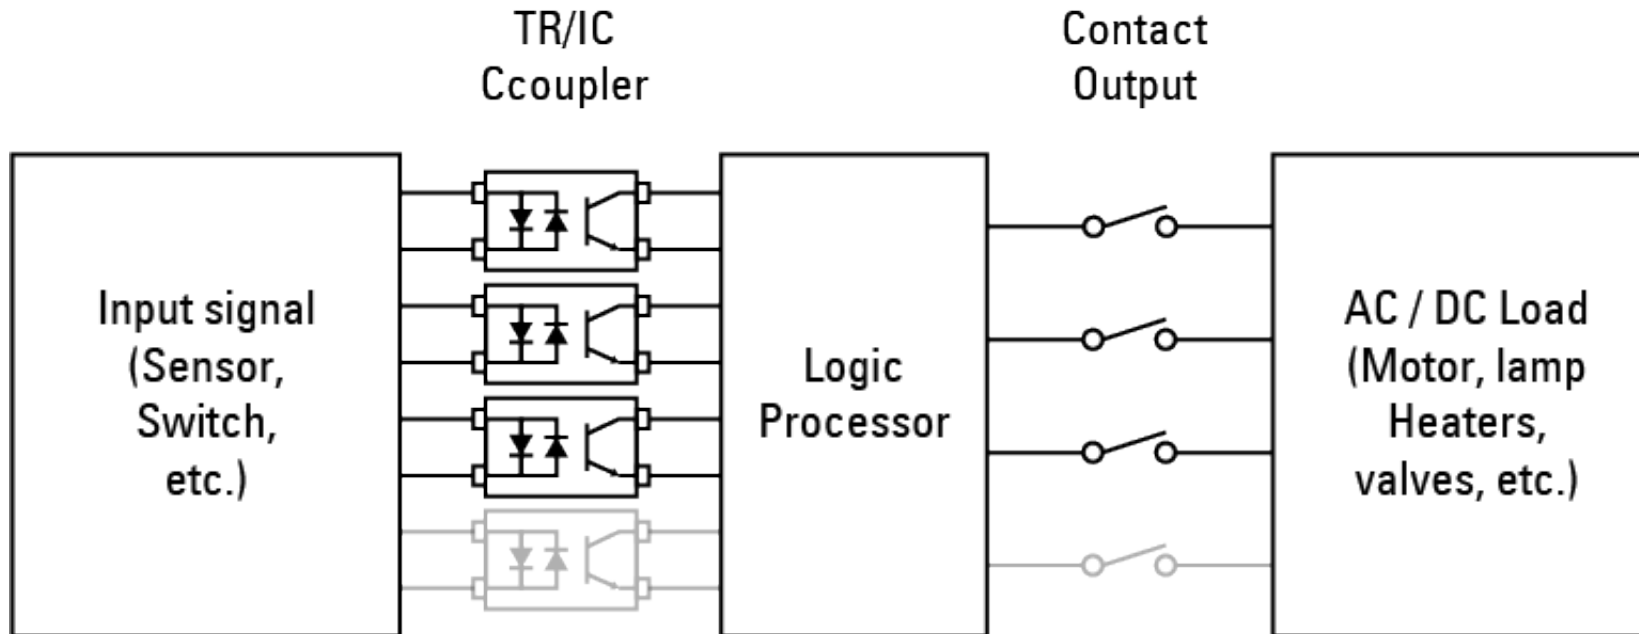 TR/IC
Ccoupler
Contact
Output
Input signal
(Sensor,
Switch,
etc.)
Logic
Processor
AC / DC Load
(Motor, lamp
Heaters,
valves, etc.)